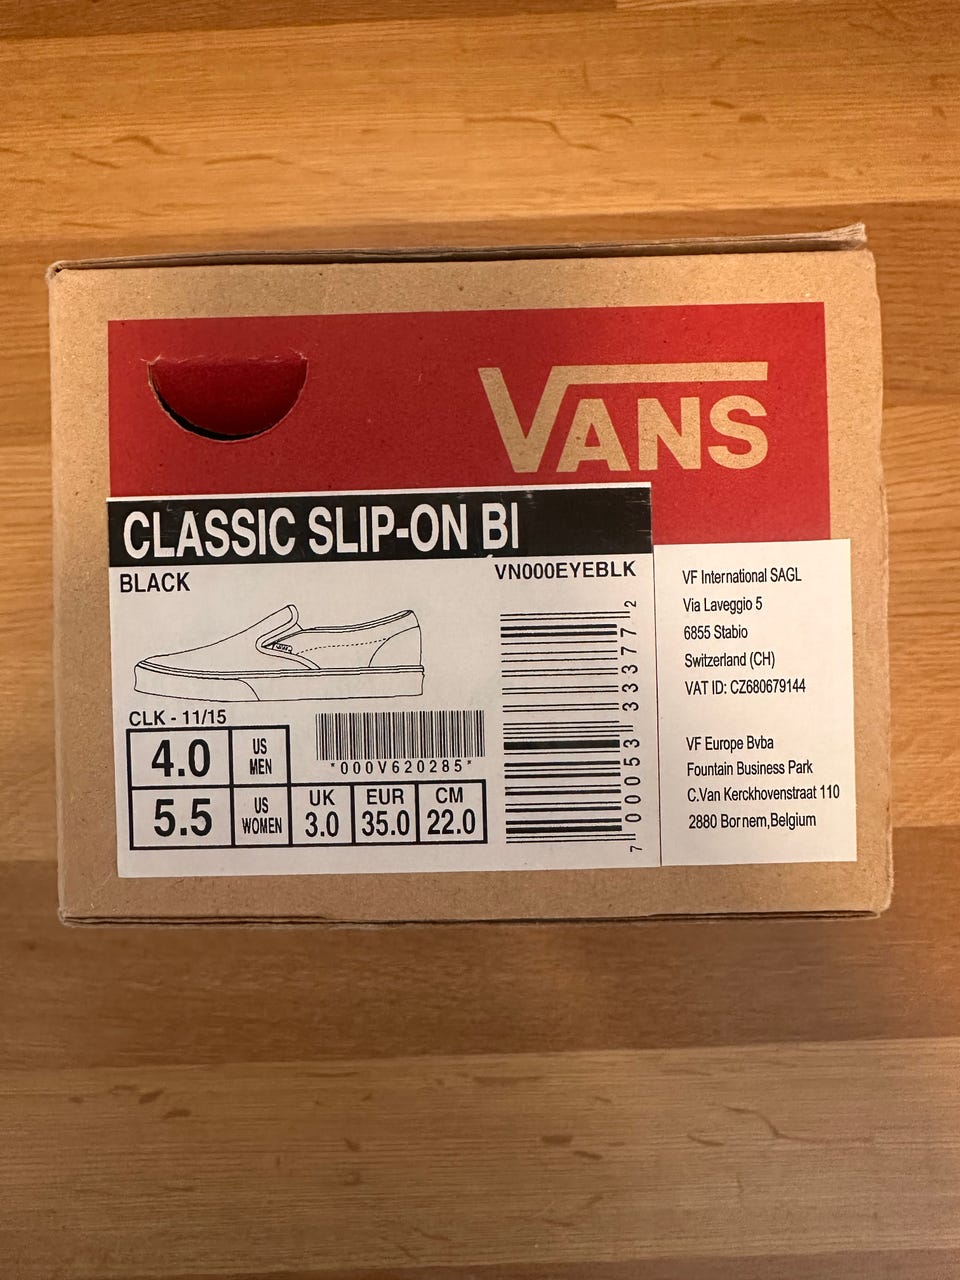 VANS
CLASSIC SLIP-ON BI
BLACK
VN000EYEBLK
VANS
CLK - 11/15
*000V620285*
4.0 US MEN
5.5 US WOMEN
UK 3.0
EUR 35.0
CM 22.0
7 00053 33377 2
VF International SAGL
Via Laveggio 5
6855 Stabio
Switzerland (CH)
VAT ID: CZ680679144
VF Europe Bvba
Fountain Business Park
C.Van Kerckhovenstraat 110
2880 Bornem,Belgium